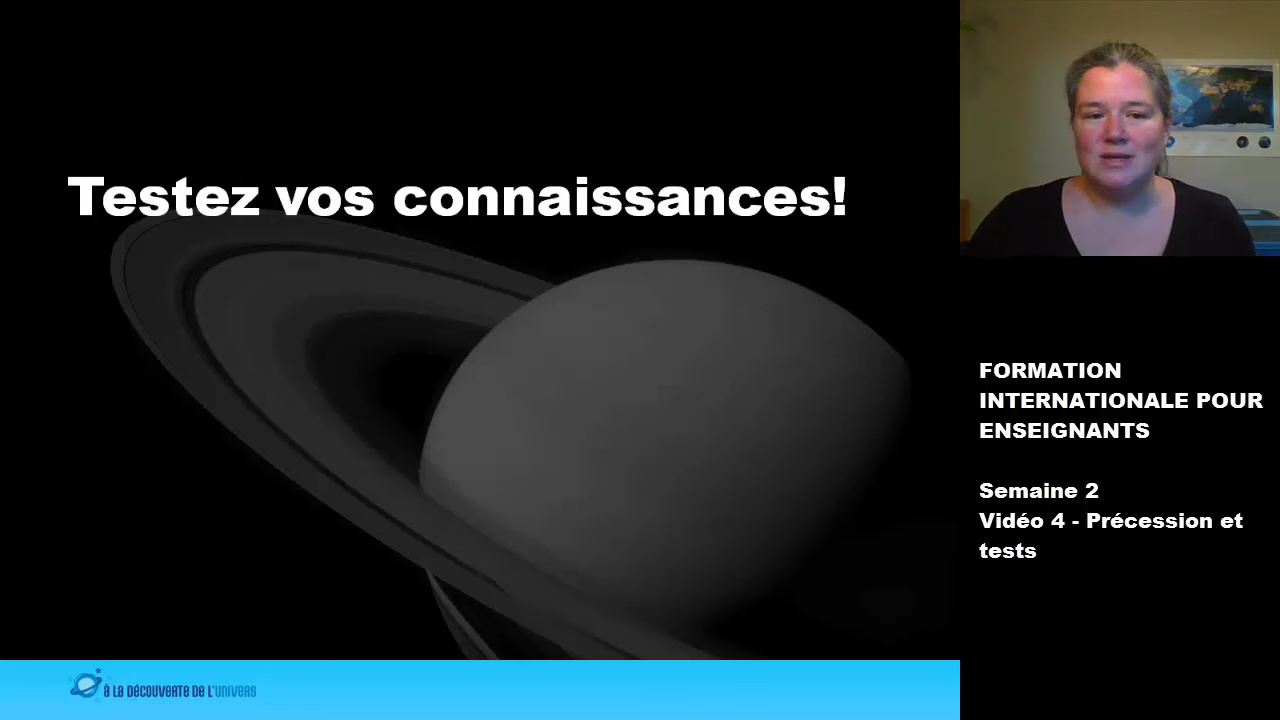 Testez vos connaissances!
FORMATION
INTERNATIONALE POUR
ENSEIGNANTS
Semaine 2
Vidéo 4 - Précession et
tests
À LA DÉCOUVERTE DE L'UNIVERS